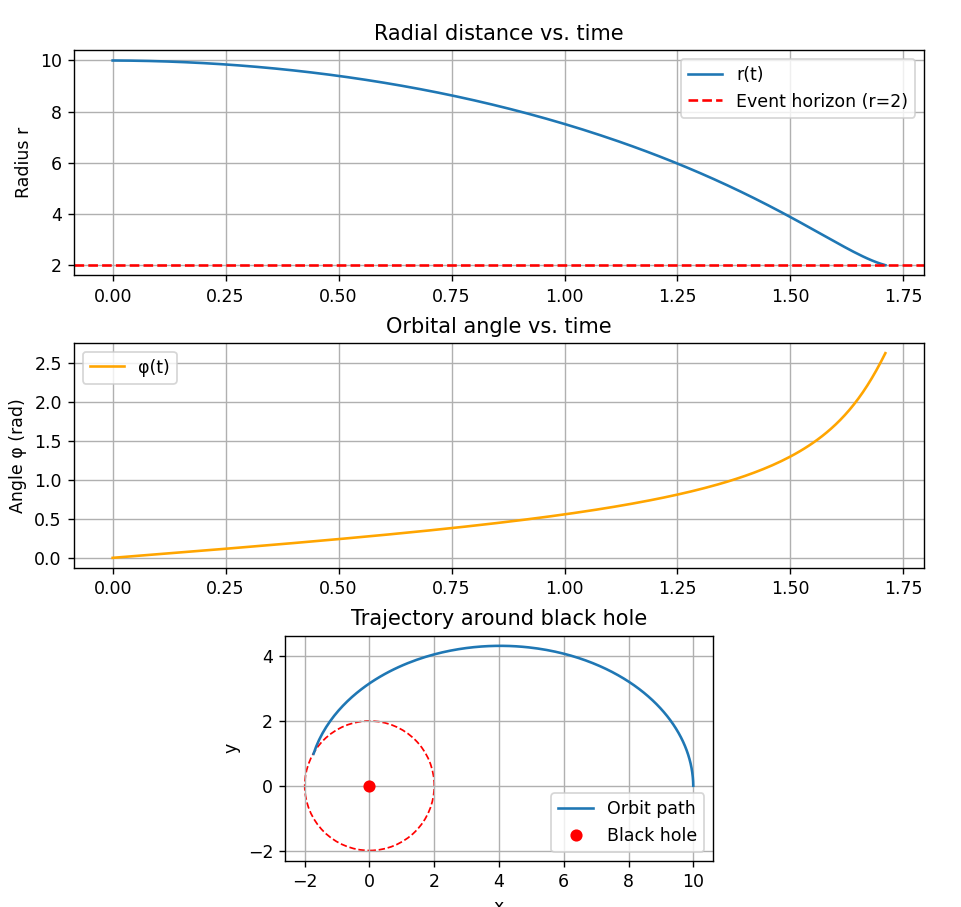 Radial distance vs. time
10
8
6
4
2
Radius r
r(t)
Event horizon (r=2)
0.00 0.25 0.50 0.75 1.00 1.25 1.50 1.75
Orbital angle vs. time
2.5
2.0
1.5
1.0
0.5
0.0
Angle φ (rad)
φ(t)
0.00 0.25 0.50 0.75 1.00 1.25 1.50 1.75
Trajectory around black hole
4
2
0
−2
y
Orbit path
Black hole
−2 0 2 4 6 8 10
x